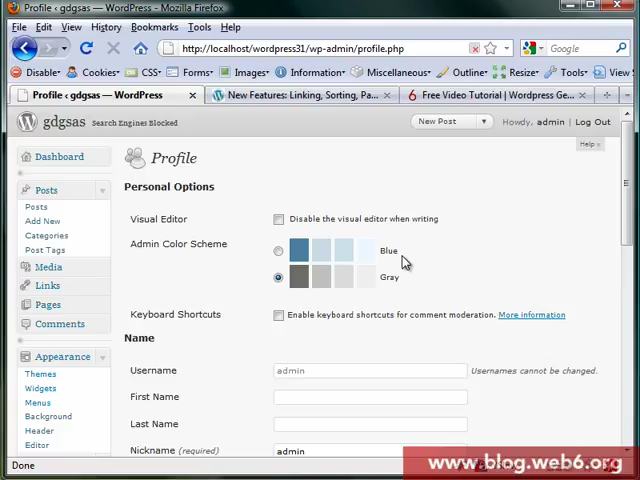 Profile ‹ gdgsas — WordPress - Mozilla Firefox
File Edit View History Bookmarks Tools Help
http://localhost/wordpress31/wp-admin/profile.php
Google
Disable Cookies CSS Forms Images Information Miscellaneous Outline Resize Tools View S
Profile ‹ gdgsas — WordPress
New Features: Linking, Sorting, Pa...
Free Video Tutorial | Wordpress Ge...
gdgsas Search Engines Blocked
New Post
Howdy, admin | Log Out
Help
Dashboard
Posts
Posts
Add New
Categories
Post Tags
Media
Links
Pages
Comments
Appearance
Themes
Widgets
Menus
Background
Header
Editor
Profile
Personal Options
Visual Editor
Disable the visual editor when writing
Admin Color Scheme
Blue
Gray
Keyboard Shortcuts
Enable keyboard shortcuts for comment moderation. More information
Name
Username
admin
Usernames cannot be changed.
First Name
Last Name
Nickname (required)
admin
Done
www.blog.web6.org